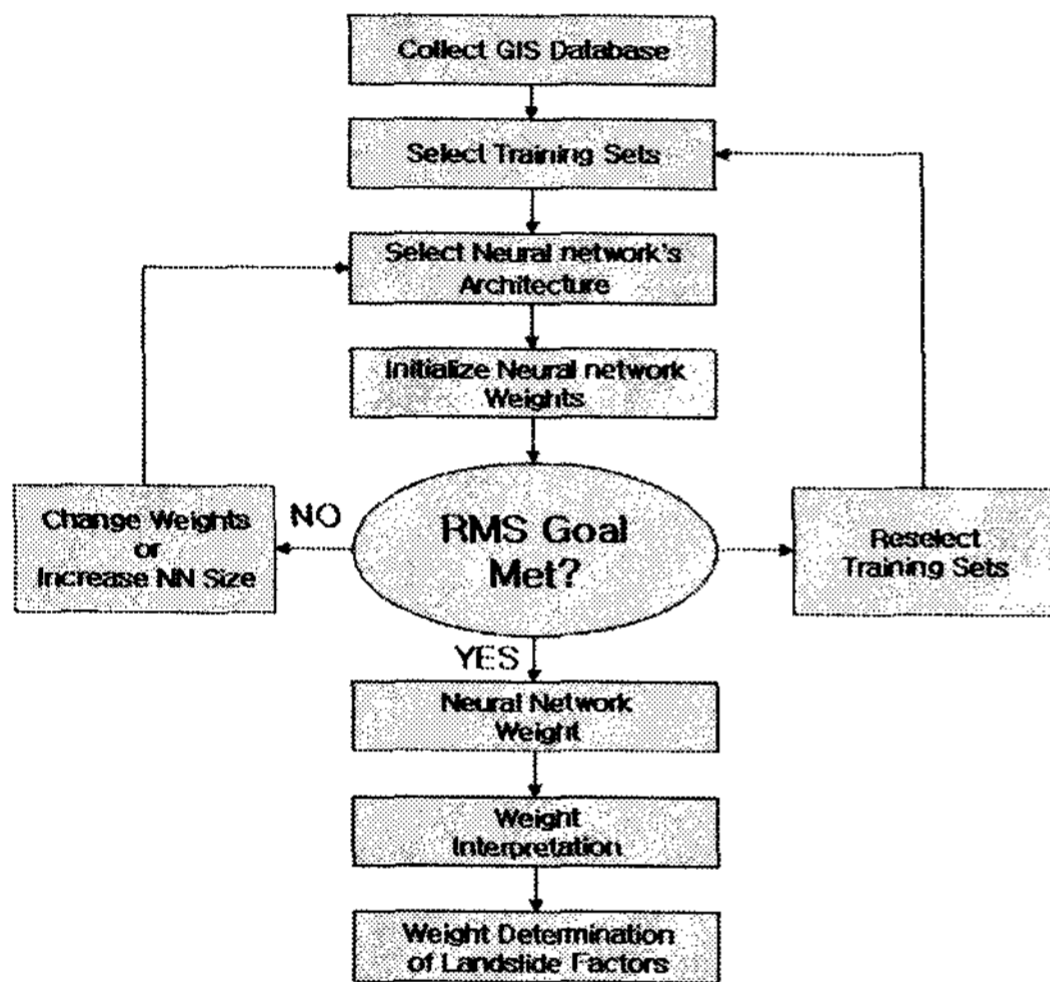 Collect GIS Database
Select Training Sets
Select Neural network's
Architecture
Initialize Neural network
Weights
NO
Change Weights
or
Increase NN Size
RMS Goal
Met?
Reselect
Training Sets
YES
Neural Network
Weight
Weight
Interpretation
Weight Determination
of Landslide Factors